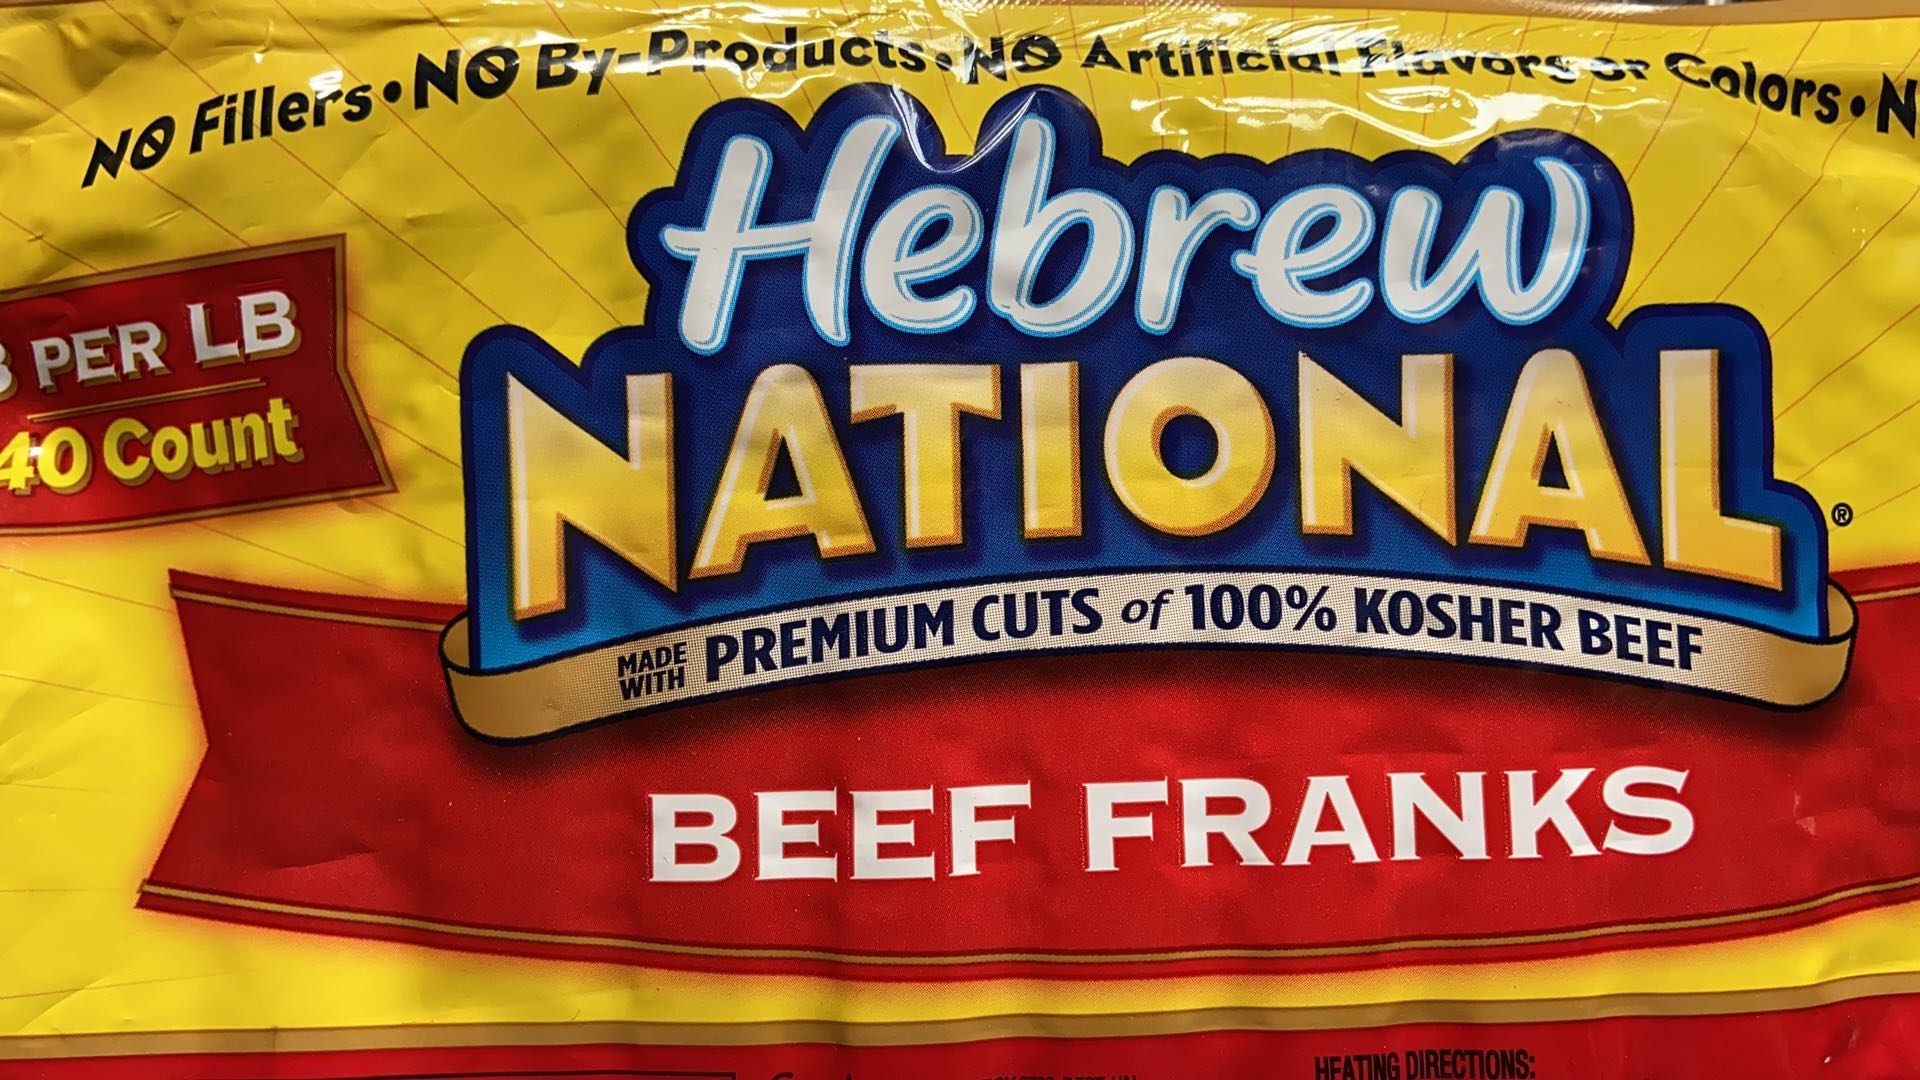 NO Fillers • NO By-Products • NO Artificial Flavors or Colors • N
PER LB
40 Count
Hebrew
NATIONAL®
MADE WITH PREMIUM CUTS of 100% KOSHER BEEF
BEEF FRANKS
HEATING DIRECTIONS: